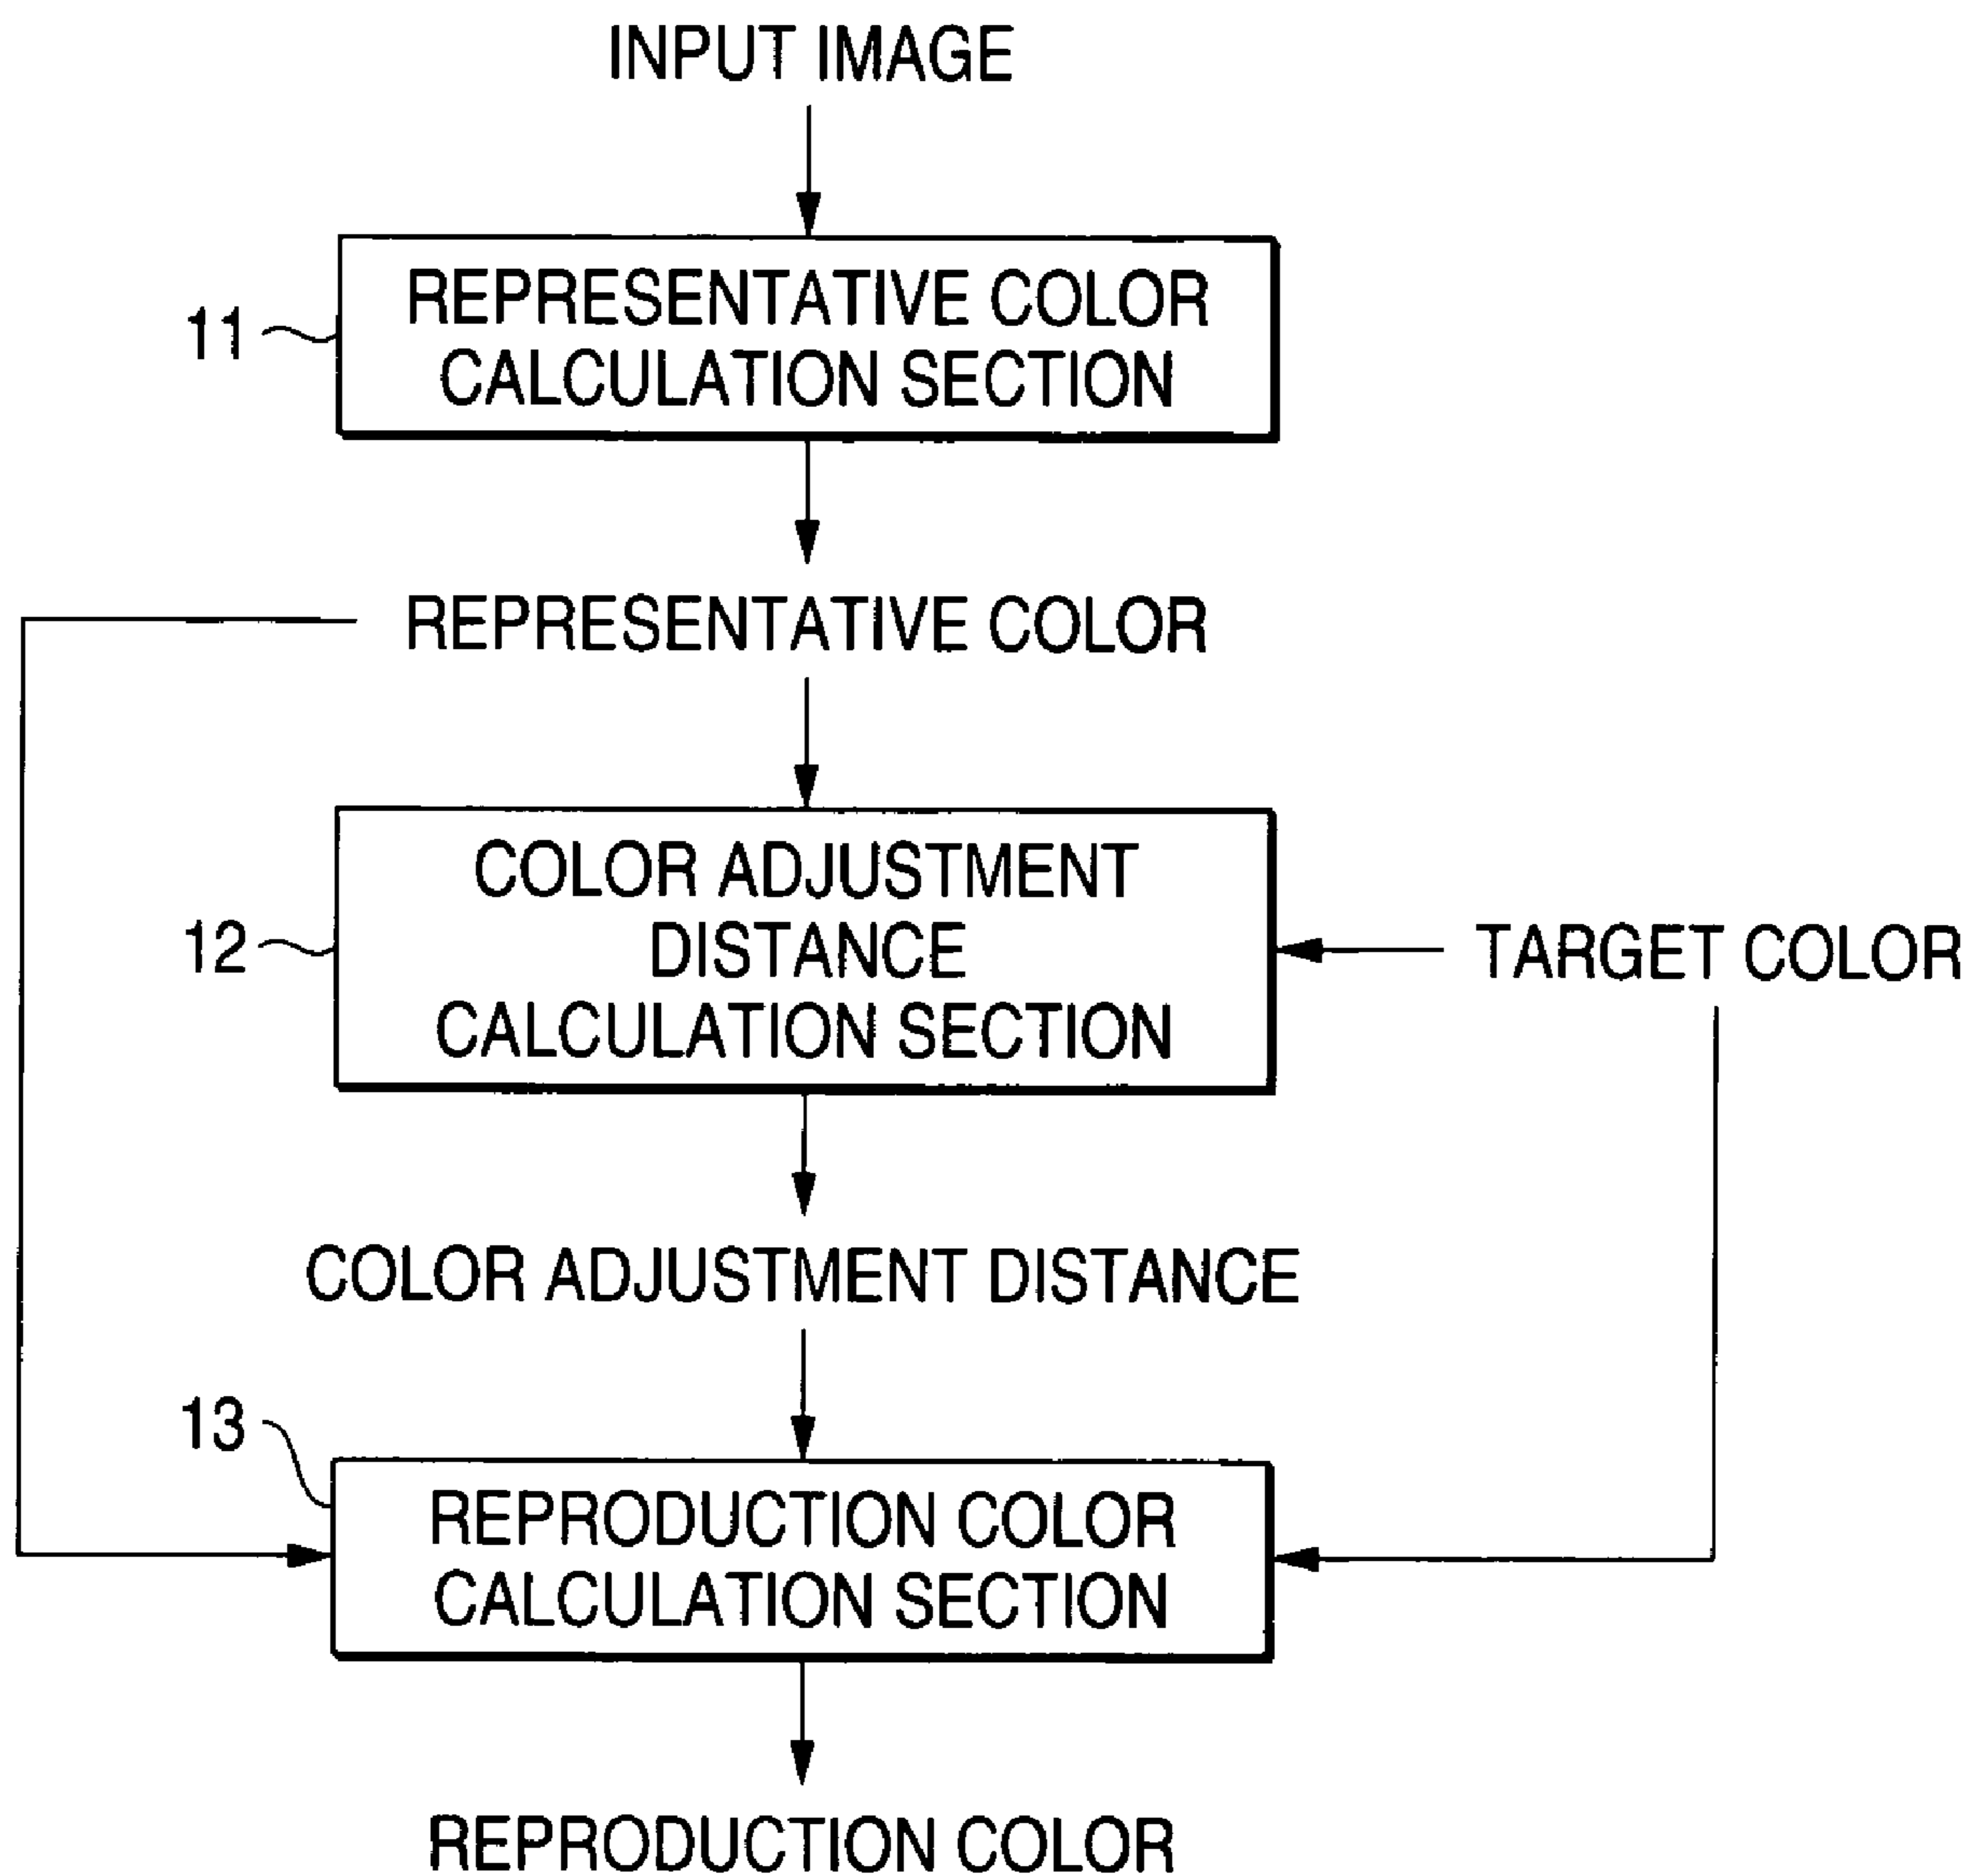 INPUT IMAGE
11
REPRESENTATIVE COLOR
CALCULATION SECTION
REPRESENTATIVE COLOR
12
COLOR ADJUSTMENT
DISTANCE
CALCULATION SECTION
TARGET COLOR
COLOR ADJUSTMENT DISTANCE
13
REPRODUCTION COLOR
CALCULATION SECTION
REPRODUCTION COLOR